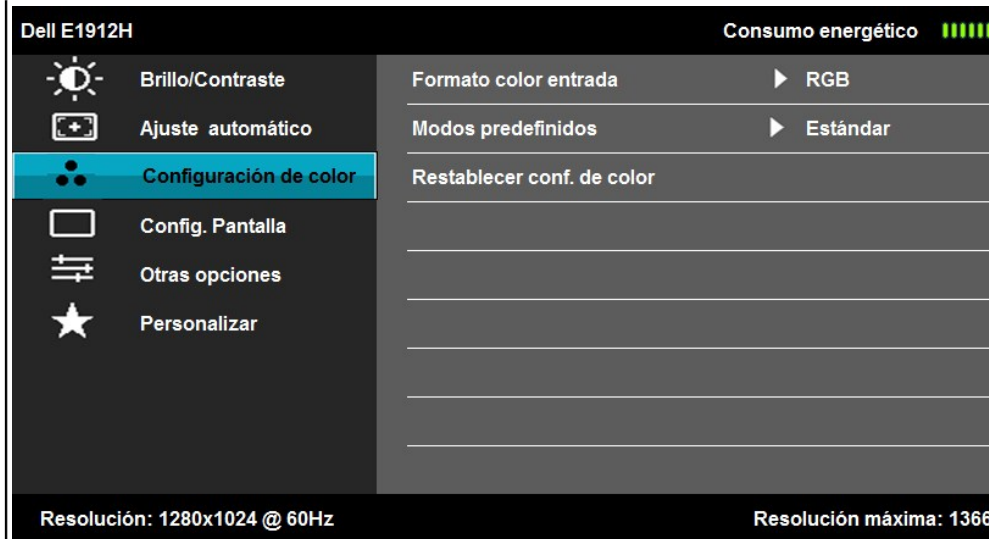 Dell E1912H Consumo energético
Brillo/Contraste Formato color entrada RGB
Ajuste automático Modos predefinidos Estándar
Configuración de color Restablecer conf. de color
Config. Pantalla
Otras opciones
Personalizar
Resolución: 1280x1024 @ 60Hz Resolución máxima: 1366